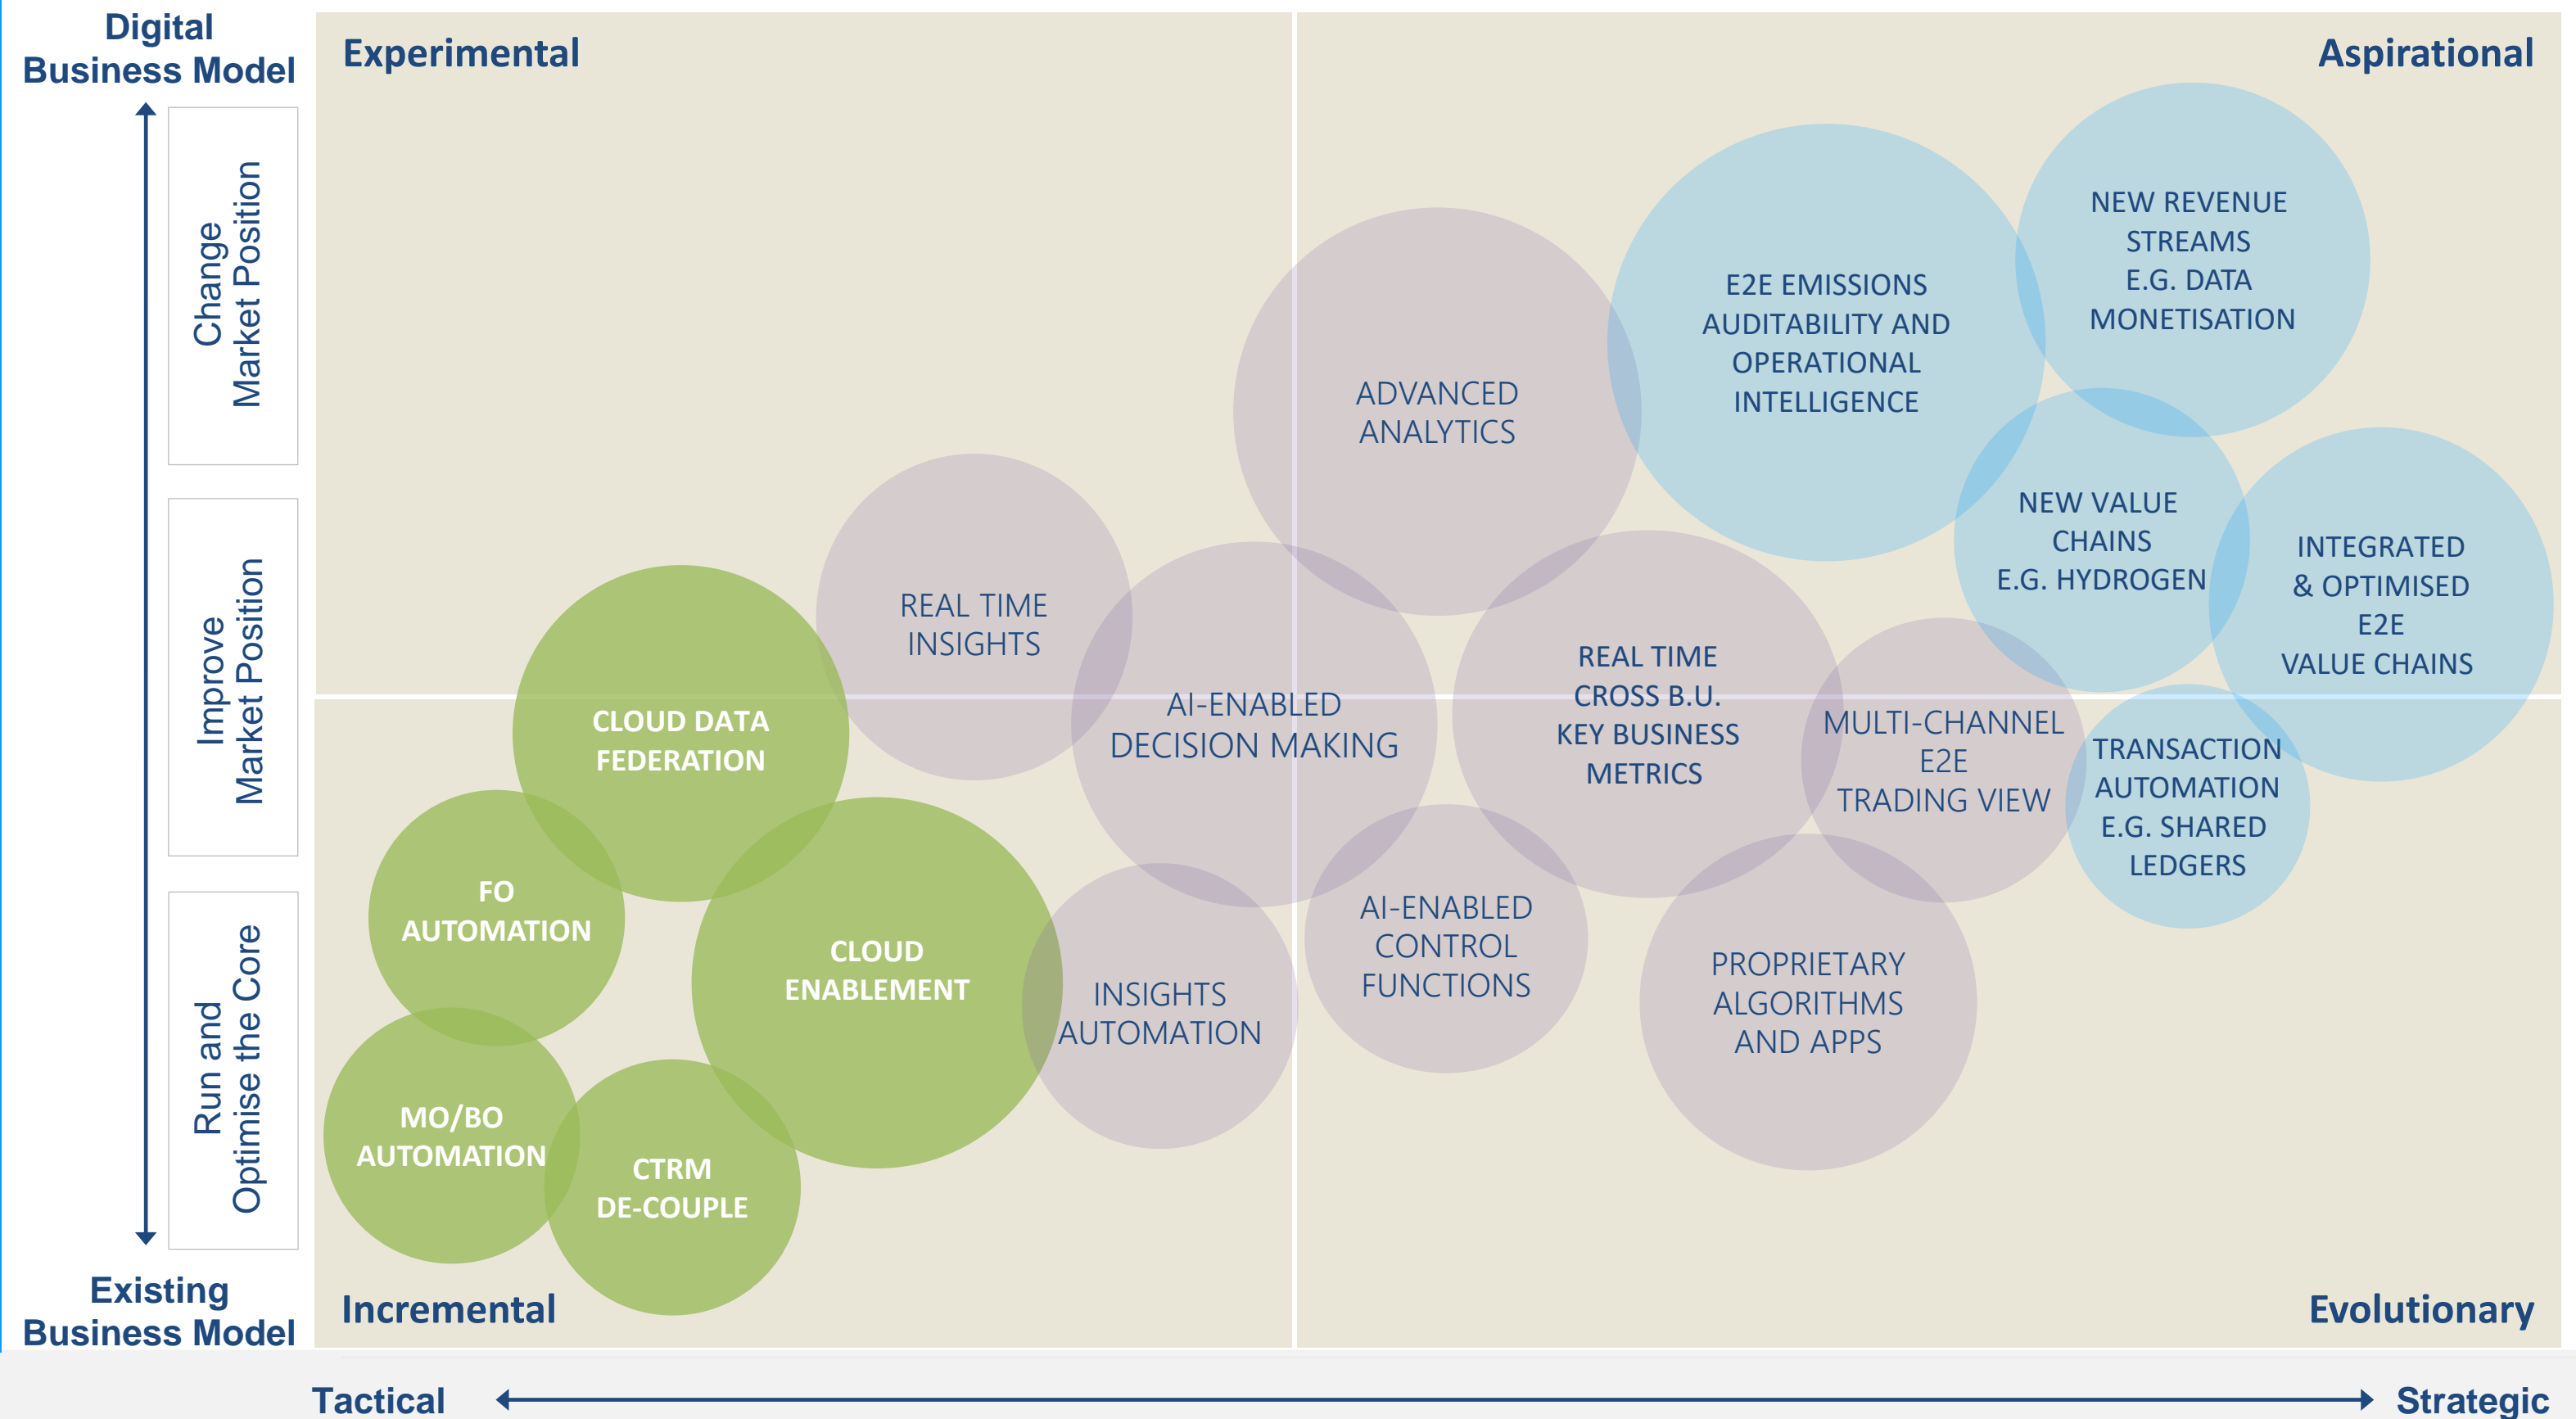 Digital
Business Model
Change
Market Position
Improve
Market Position
Run and
Optimise the Core
Existing
Business Model
Experimental
Aspirational
NEW REVENUE
STREAMS
E.G. DATA
MONETISATION
E2E EMISSIONS
AUDITABILITY AND
OPERATIONAL
INTELLIGENCE
ADVANCED
ANALYTICS
NEW VALUE
CHAINS
E.G. HYDROGEN
INTEGRATED
& OPTIMISED
E2E
VALUE CHAINS
REAL TIME
INSIGHTS
AI-ENABLED
DECISION MAKING
REAL TIME
CROSS B.U.
KEY BUSINESS
METRICS
MULTI-CHANNEL
E2E
TRADING VIEW
TRANSACTION
AUTOMATION
E.G. SHARED
LEDGERS
CLOUD DATA
FEDERATION
FO
AUTOMATION
CLOUD
ENABLEMENT
INSIGHTS
AUTOMATION
AI-ENABLED
CONTROL
FUNCTIONS
PROPRIETARY
ALGORITHMS
AND APPS
MO/BO
AUTOMATION
CTRM
DE-COUPLE
Incremental
Evolutionary
Tactical
Strategic